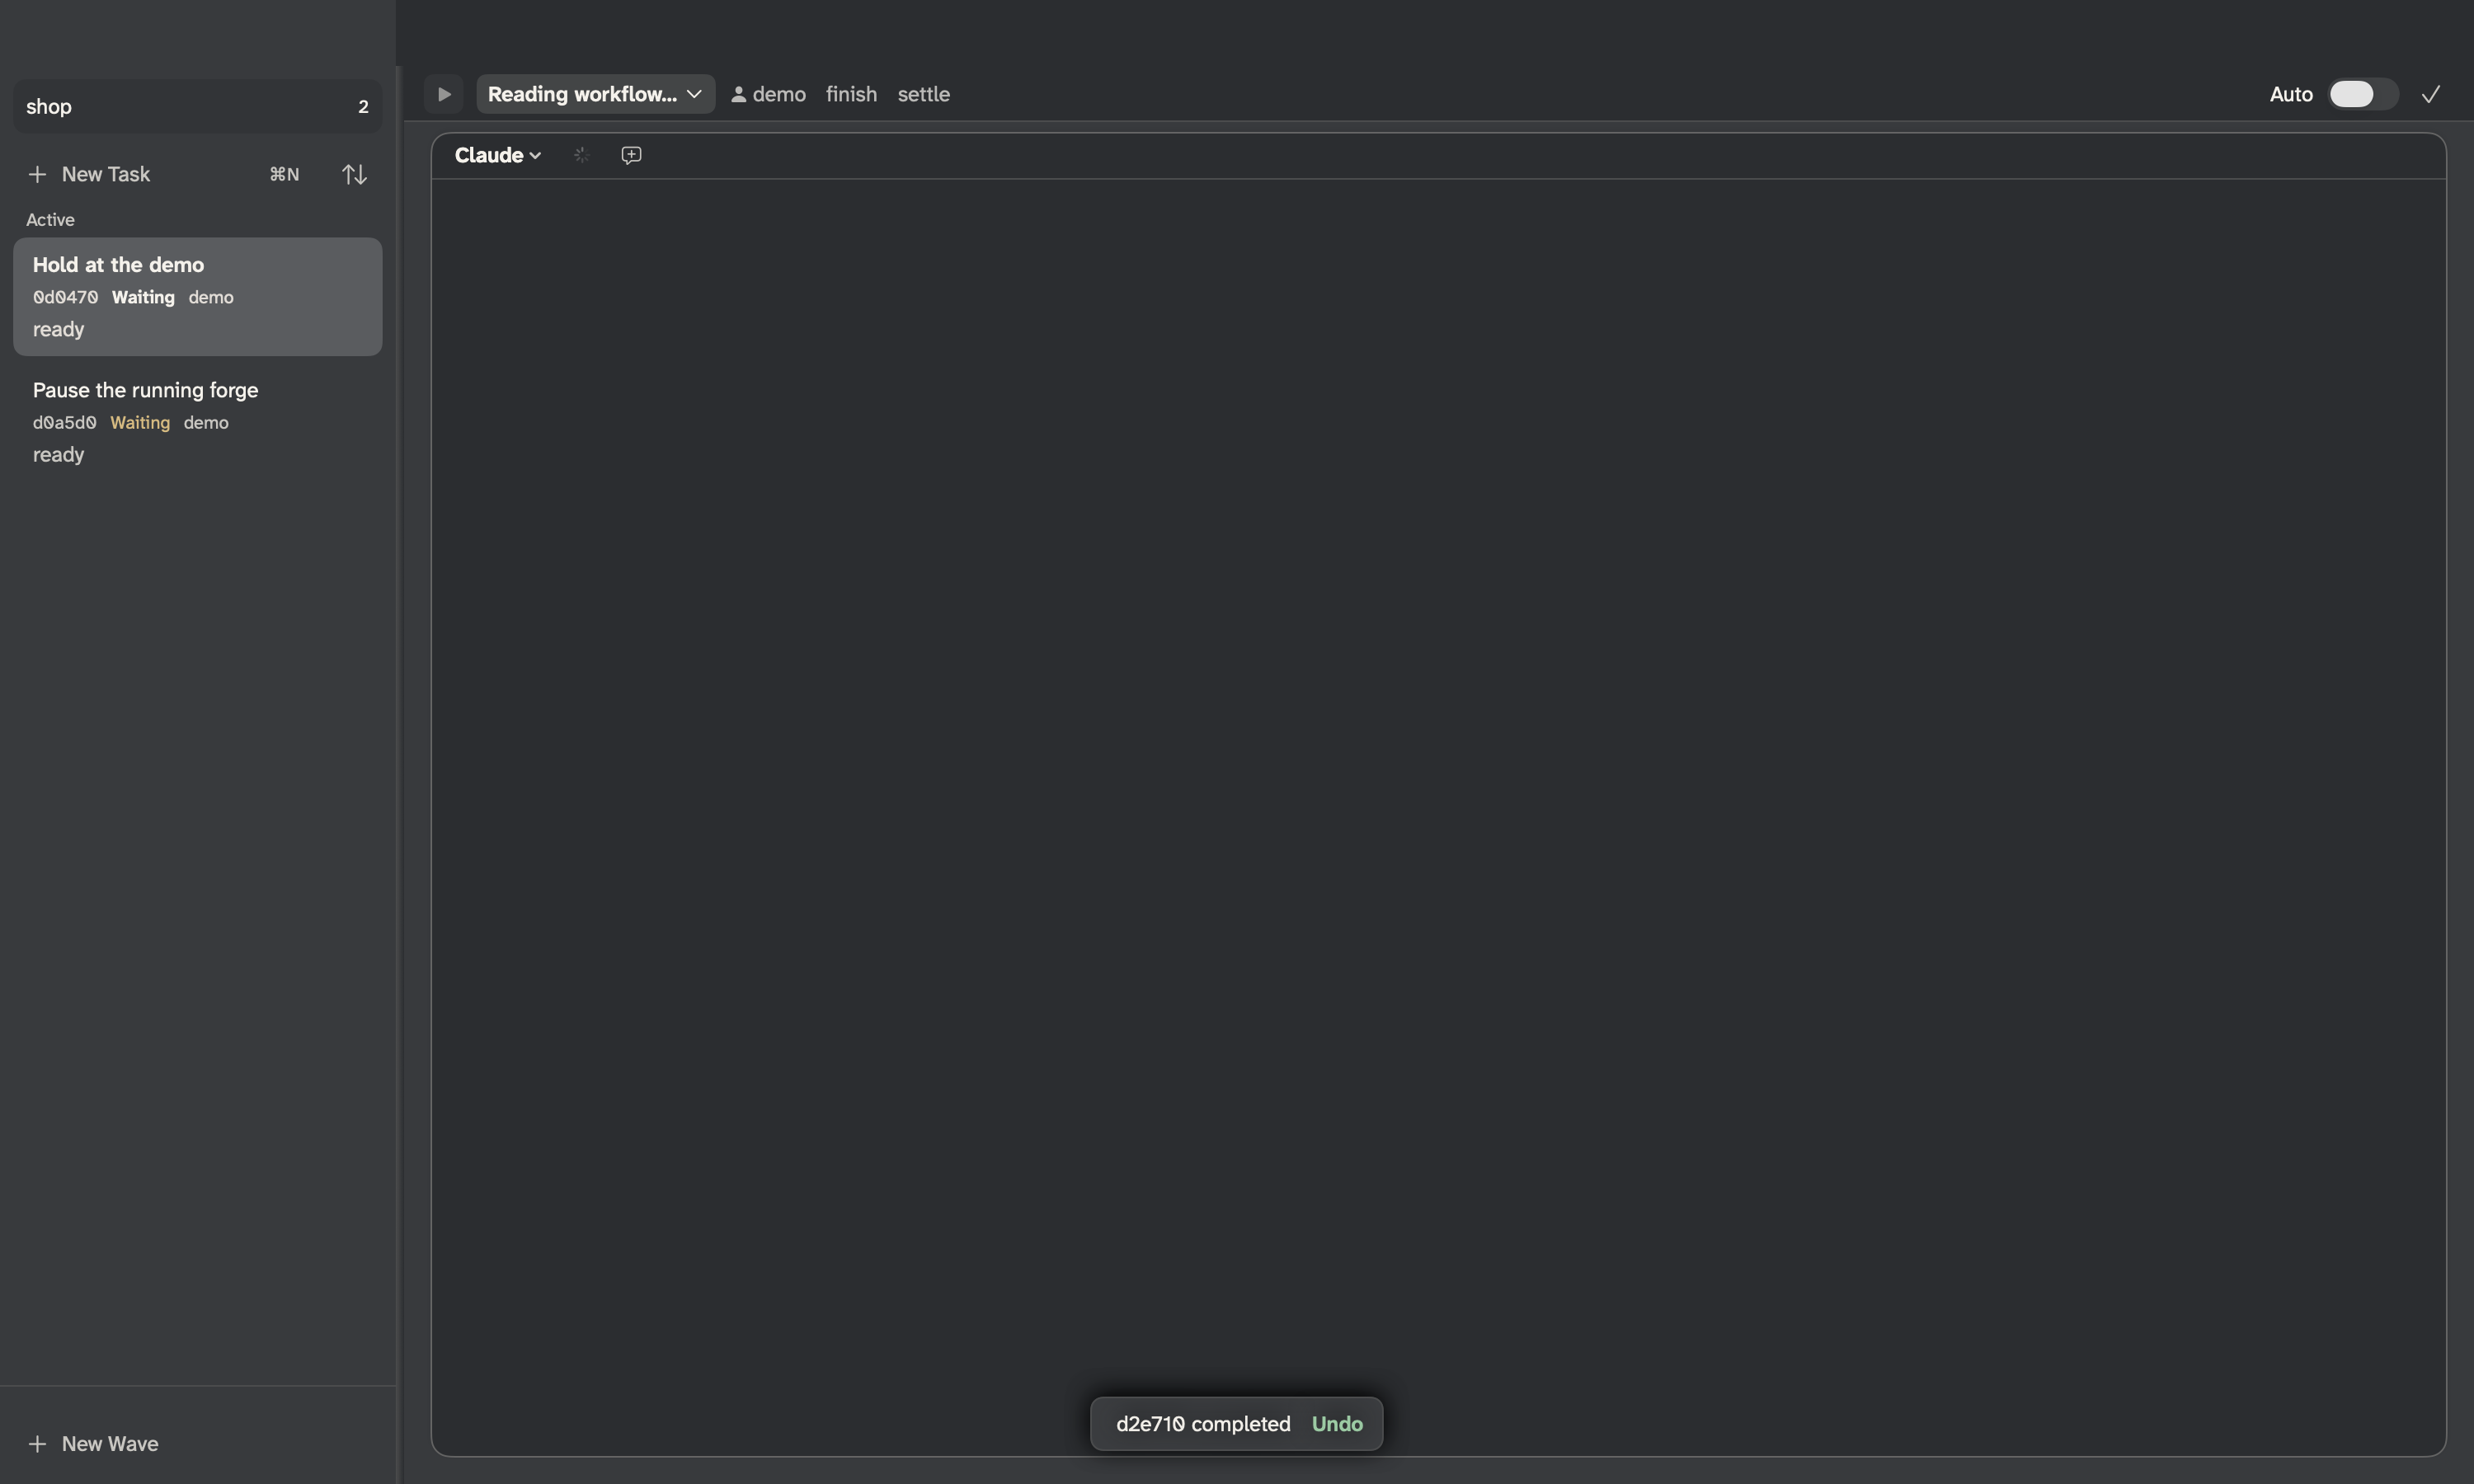 shop 2
New Task ⌘N
Active
Hold at the demo
0d0470 Waiting demo
ready
Pause the running forge
d0a5d0 Waiting demo
ready
New Wave
Reading workflow... demo finish settle Auto
Claude
d2e710 completed Undo